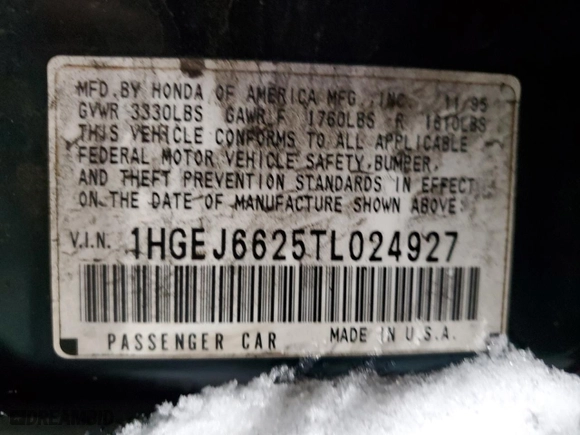 MFD. BY HONDA OF AMERICA MFG., INC. 11/95
GVWR 3330LBS GAWR F 1760LBS R 1610LBS
THIS VEHICLE CONFORMS TO ALL APPLICABLE
FEDERAL MOTOR VEHICLE SAFETY, BUMPER,
AND THEFT PREVENTION STANDARDS IN EFFECT
ON THE DATE OF MANUFACTURE SHOWN ABOVE.
V.I.N. 1HGEJ6625TL024927
PASSENGER CAR MADE IN U.S.A.
DREAMBID